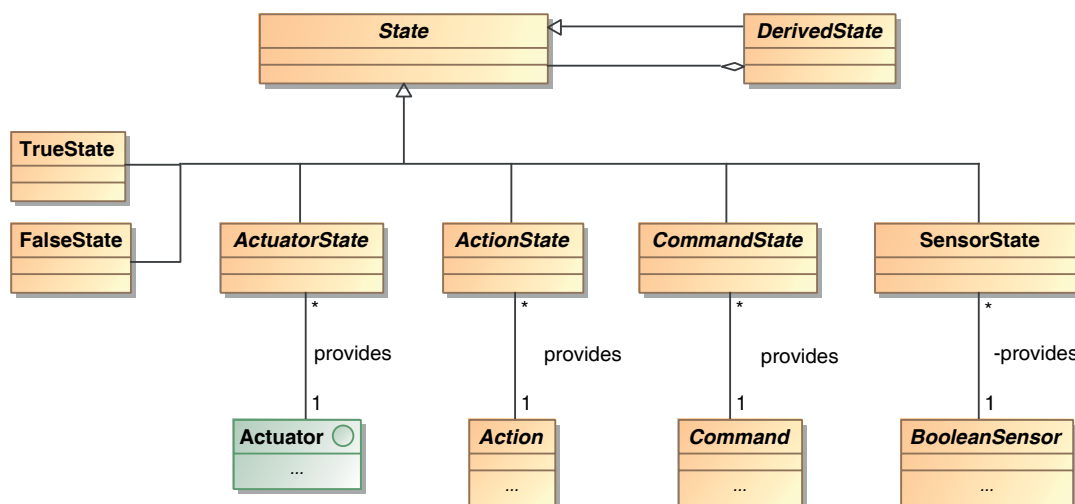 State
DerivedState
TrueState
FalseState
ActuatorState
ActionState
CommandState
SensorState
*
*
*
*
provides
provides
provides
-provides
1
1
1
1
Actuator
Action
Command
BooleanSensor
...
...
...
...